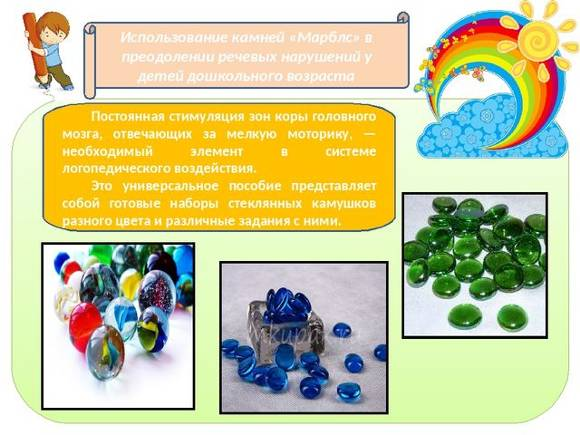 Использование камней «Марблс» в
преодолении речевых нарушений у
детей дошкольного возраста
Постоянная стимуляция зон коры головного
мозга, отвечающих за мелкую моторику, —
необходимый элемент в системе
логопедического воздействия.
Это универсальное пособие представляет
собой готовые наборы стеклянных камушков
разного цвета и различные задания с ними.